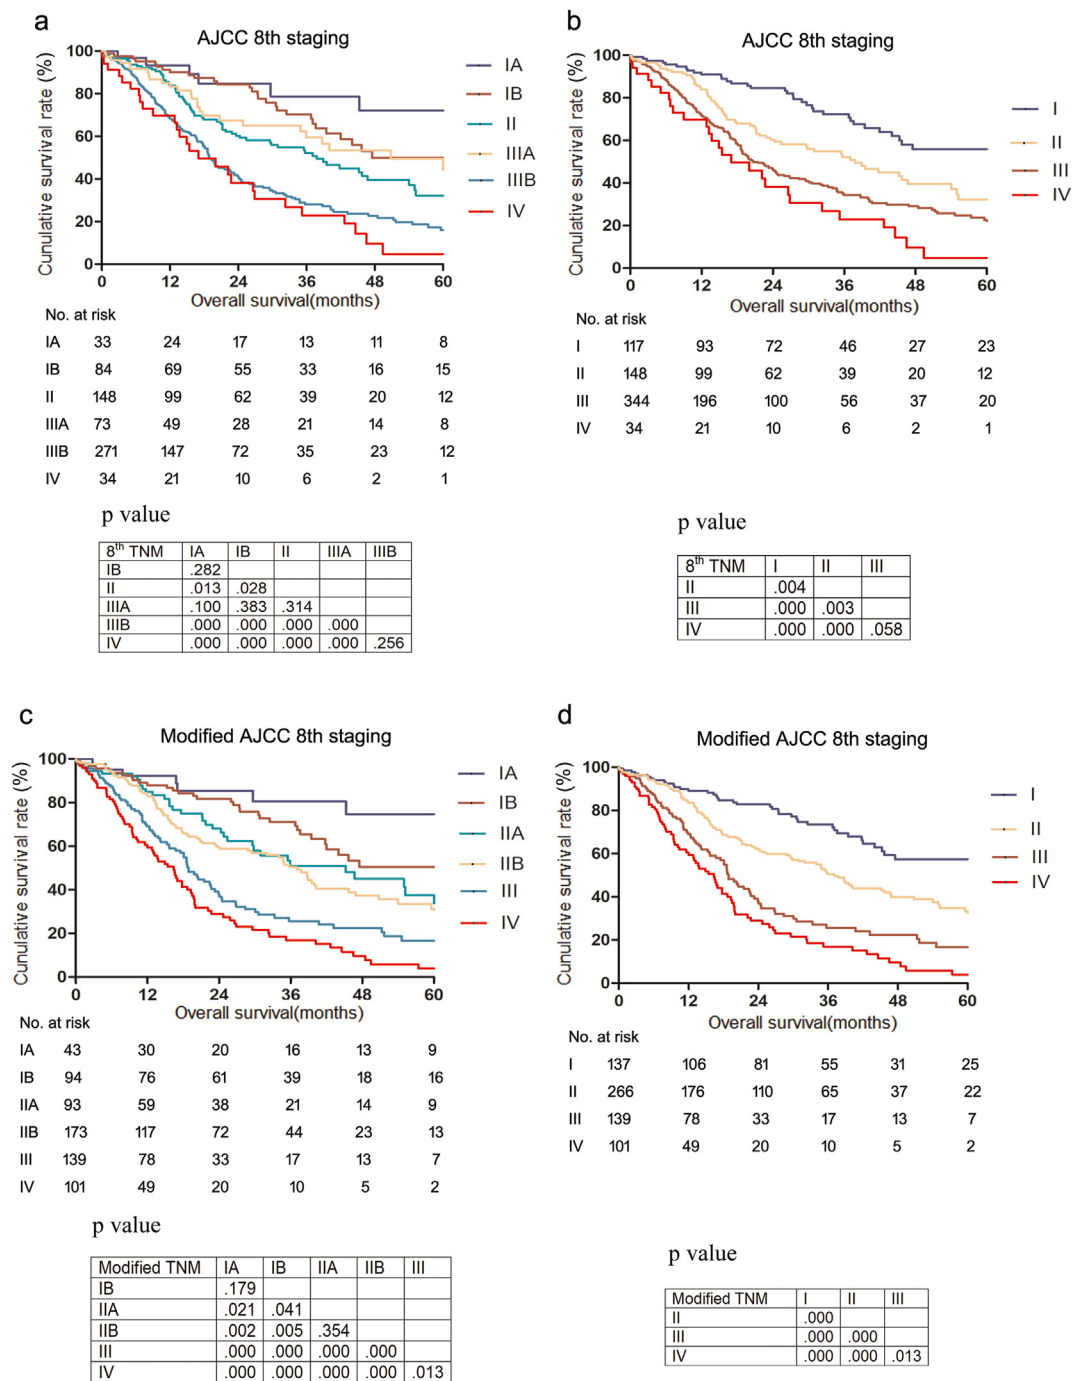 a
AJCC 8th staging
Cunulative survival rate (%)
100
80
60
40
20
0
0 12 24 36 48 60
Overall survival(months)
IA
IB
II
IIIA
IIIB
IV
No. at risk
IA 33 24 17 13 11 8
IB 84 69 55 33 16 15
II 148 99 62 39 20 12
IIIA 73 49 28 21 14 8
IIIB 271 147 72 35 23 12
IV 34 21 10 6 2 1
p value
8th TNM IA IB II IIIA IIIB
IB .282
II .013 .028
IIIA .100 .383 .314
IIIB .000 .000 .000 .000
IV .000 .000 .000 .000 .256
b
AJCC 8th staging
Cunulative survival rate (%)
100
80
60
40
20
0
0 12 24 36 48 60
Overall survival(months)
I
II
III
IV
No. at risk
I 117 93 72 46 27 23
II 148 99 62 39 20 12
III 344 196 100 56 37 20
IV 34 21 10 6 2 1
p value
8th TNM I II III
II .004
III .000 .003
IV .000 .000 .058
c
Modified AJCC 8th staging
Cunulative survival rate (%)
100
80
60
40
20
0
0 12 24 36 48 60
Overall survival(months)
IA
IB
IIA
IIB
III
IV
No. at risk
IA 43 30 20 16 13 9
IB 94 76 61 39 18 16
IIA 93 59 38 21 14 9
IIB 173 117 72 44 23 13
III 139 78 33 17 13 7
IV 101 49 20 10 5 2
p value
Modified TNM IA IB IIA IIB III
IB .179
IIA .021 .041
IIB .002 .005 .354
III .000 .000 .000 .000
IV .000 .000 .000 .000 .013
d
Modified AJCC 8th staging
Cunulative survival rate (%)
100
80
60
40
20
0
0 12 24 36 48 60
Overall survival(months)
I
II
III
IV
No. at risk
I 137 106 81 55 31 25
II 266 176 110 65 37 22
III 139 78 33 17 13 7
IV 101 49 20 10 5 2
p value
Modified TNM I II III
II .000
III .000 .000
IV .000 .000 .013